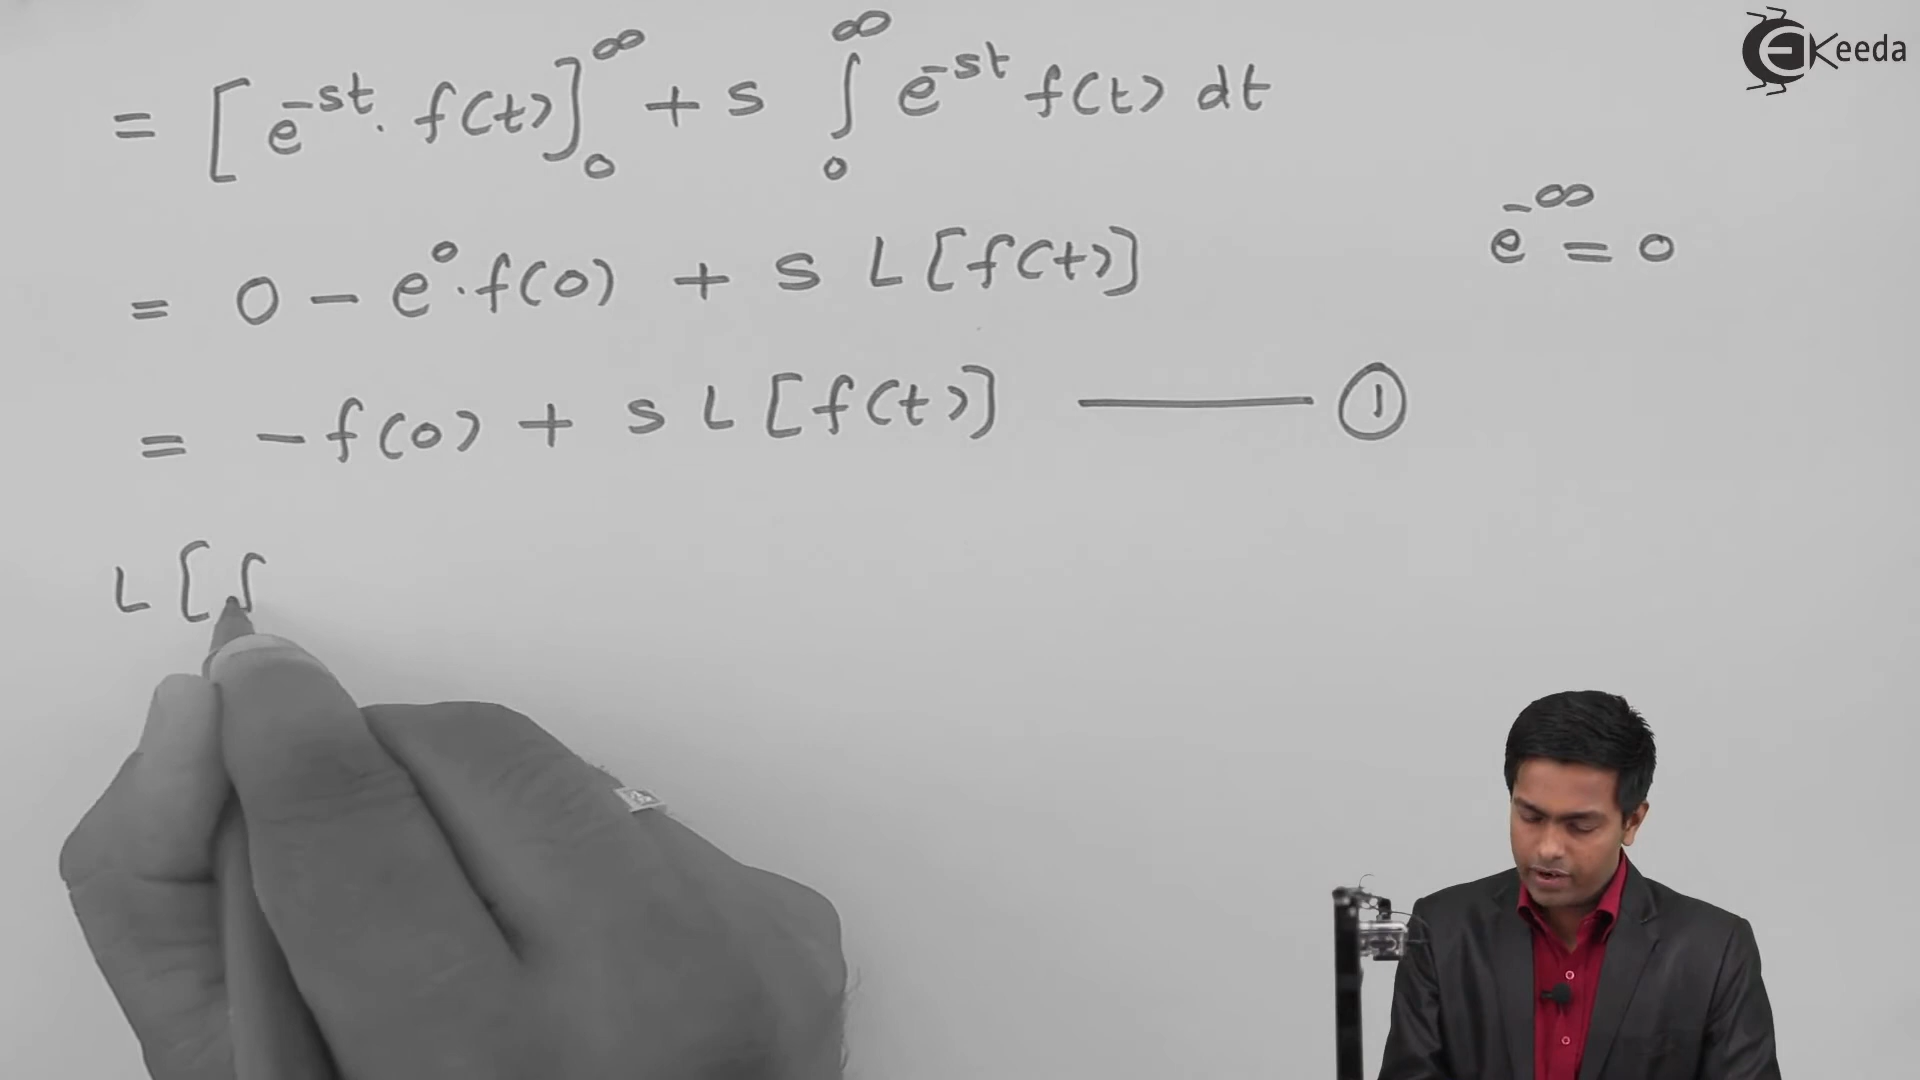 Keeda
= [e^-st . f(t)]_0^∞ + s ∫_0^∞ e^-st f(t) dt
e^-∞ = 0
= 0 - e^0 . f(0) + s L [f(t)]
= - f(0) + s L [f(t)] —— ①
L [f